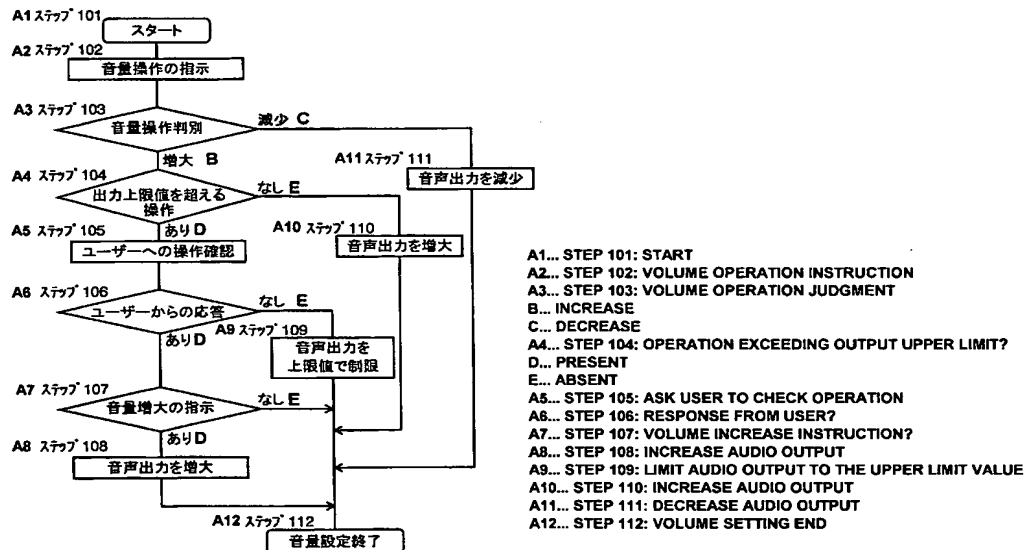 A1 ステップ 101
スタート
A2 ステップ 102
音量操作の指示
A3 ステップ 103
音量操作判別
減少 C
増大 B
A11 ステップ 111
音声出力を減少
A4 ステップ 104
出力上限値を超える
操作
なし E
あり D
A10 ステップ 110
音声出力を増大
A5 ステップ 105
ユーザーへの操作確認
A6 ステップ 106
ユーザーからの応答
なし E
あり D
A9 ステップ 109
音声出力を
上限値で制限
A7 ステップ 107
音量増大の指示
なし E
あり D
A8 ステップ 108
音声出力を増大
A12 ステップ 112
音量設定終了
A1... STEP 101: START
A2... STEP 102: VOLUME OPERATION INSTRUCTION
A3... STEP 103: VOLUME OPERATION JUDGMENT
B... INCREASE
C... DECREASE
A4... STEP 104: OPERATION EXCEEDING OUTPUT UPPER LIMIT?
D... PRESENT
E... ABSENT
A5... STEP 105: ASK USER TO CHECK OPERATION
A6... STEP 106: RESPONSE FROM USER?
A7... STEP 107: VOLUME INCREASE INSTRUCTION?
A8... STEP 108: INCREASE AUDIO OUTPUT
A9... STEP 109: LIMIT AUDIO OUTPUT TO THE UPPER LIMIT VALUE
A10... STEP 110: INCREASE AUDIO OUTPUT
A11... STEP 111: DECREASE AUDIO OUTPUT
A12... STEP 112: VOLUME SETTING END